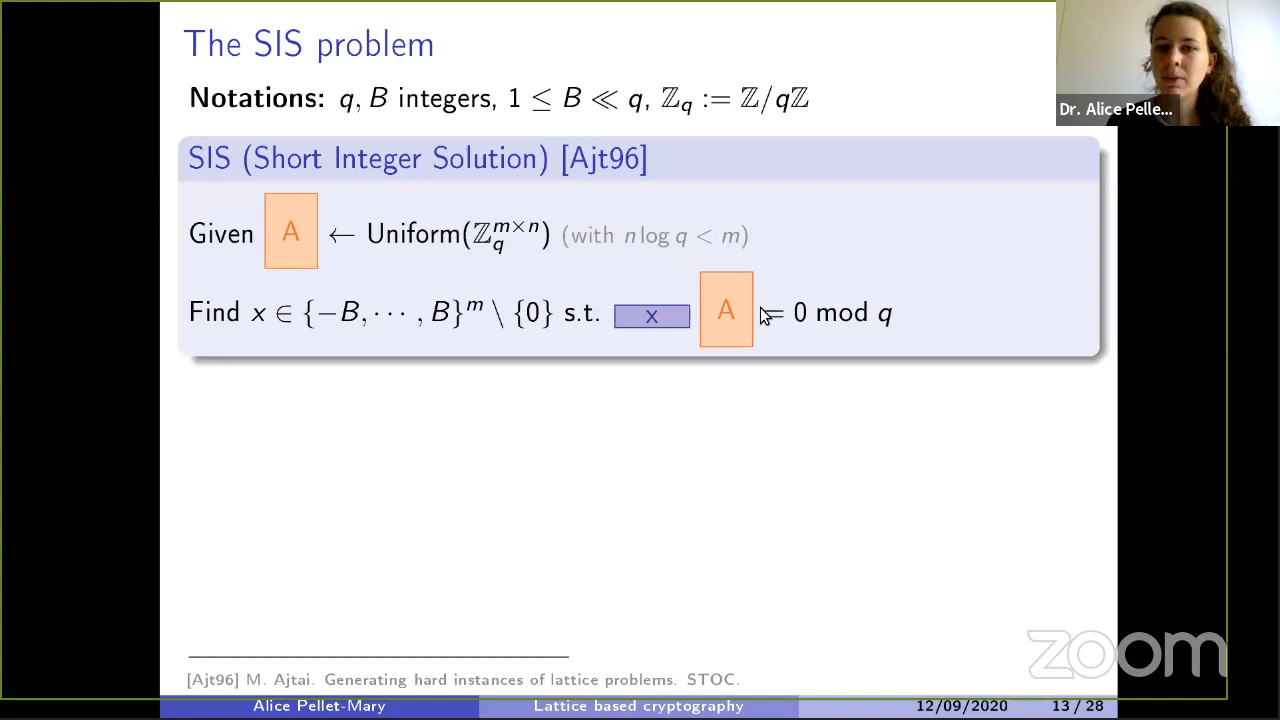 The SIS problem
Dr. Alice Pelle...
Notations: q, B integers, 1 ≤ B ≪ q, ℤ_q := ℤ/qℤ
SIS (Short Integer Solution) [Ajt96]
Given A ← Uniform(ℤ_q^{m×n}) (with n log q < m)
Find x ∈ {−B, ··· , B}^m \ {0} s.t. x A = 0 mod q
zoom
[Ajt96] M. Ajtai. Generating hard instances of lattice problems. STOC.
Alice Pellet-Mary Lattice based cryptography 12/09/2020 13 / 28